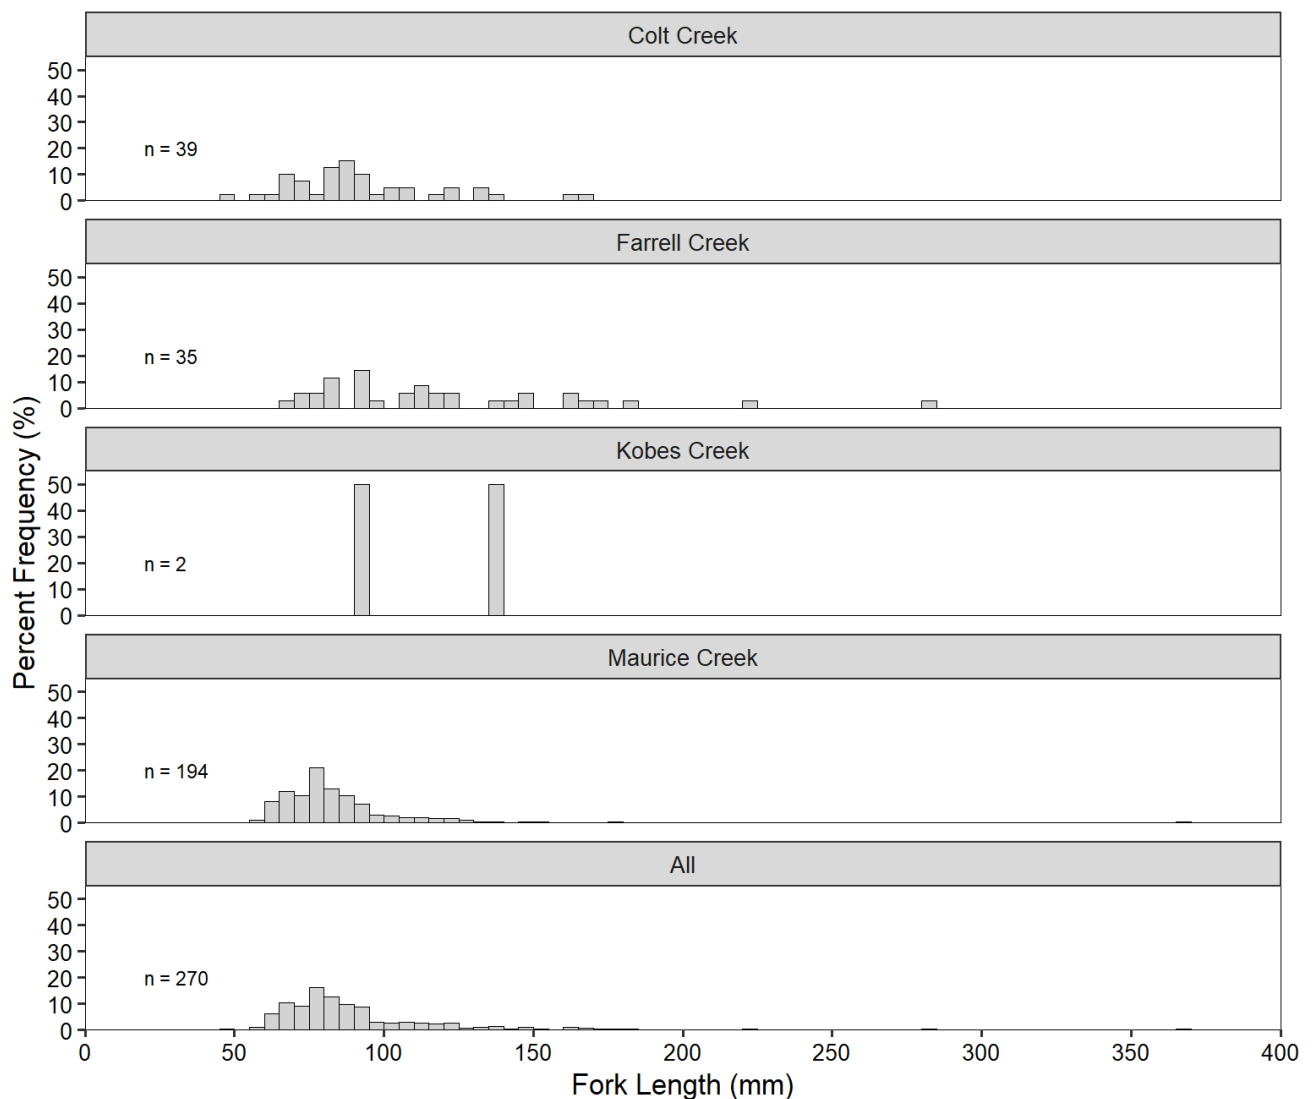 Colt Creek
50
40
30
20
10
0
n = 39
Farrell Creek
50
40
30
20
10
0
n = 35
Kobes Creek
50
40
30
20
10
0
n = 2
Maurice Creek
50
40
30
20
10
0
n = 194
All
50
40
30
20
10
0
n = 270
Percent Frequency (%)
0 50 100 150 200 250 300 350 400
Fork Length (mm)